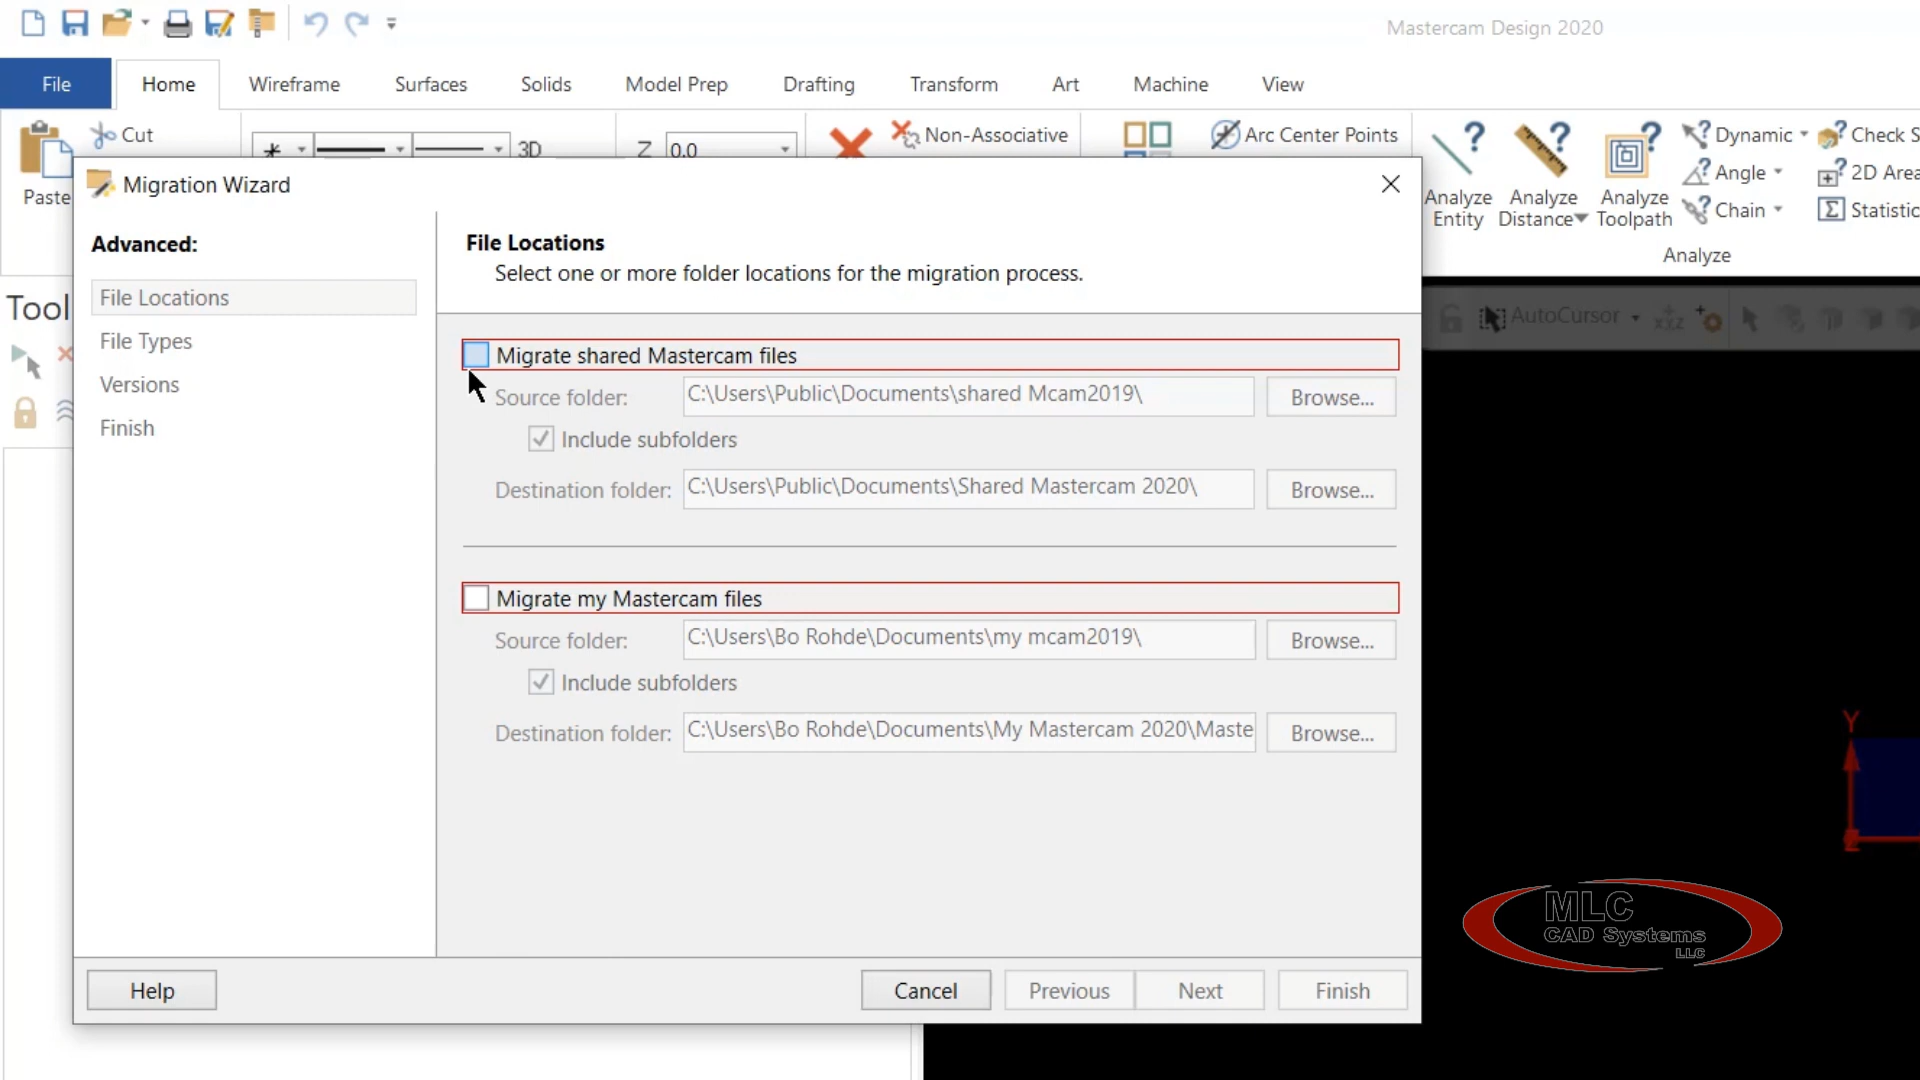 Mastercam Design 2020
File
Home
Wireframe
Surfaces
Solids
Model Prep
Drafting
Transform
Art
Machine
View
Paste
Cut
3D
Z
0.0
Non-Associative
Arc Center Points
Analyze
Entity
Analyze
Distance
Analyze
Toolpath
Dynamic
Angle
Chain
Check S
2D Area
Statistic
Analyze
Tool
AutoCursor
Migration Wizard
Advanced:
File Locations
File Types
Versions
Finish
File Locations
Select one or more folder locations for the migration process.
Migrate shared Mastercam files
Source folder:
C:\Users\Public\Documents\shared Mcam2019\
Browse...
Include subfolders
Destination folder:
C:\Users\Public\Documents\Shared Mastercam 2020\
Browse...
Migrate my Mastercam files
Source folder:
C:\Users\Bo Rohde\Documents\my mcam2019\
Browse...
Include subfolders
Destination folder:
C:\Users\Bo Rohde\Documents\My Mastercam 2020\Maste
Browse...
Help
Cancel
Previous
Next
Finish
Y
Z
MLC
CAD Systems
LLC